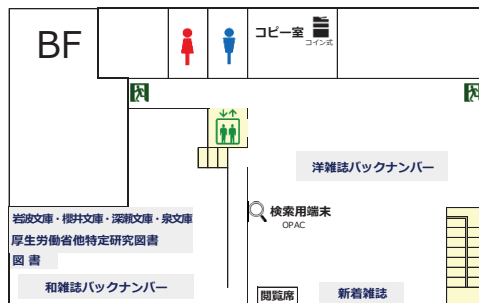 BF
コピー室
コイン式
洋雑誌バックナンバー
検索用端末
OPAC
岩波文庫・櫻井文庫・深瀬文庫・泉文庫
厚生労働省他特定研究図書
図 書
和雑誌バックナンバー
閲覧席
新着雑誌